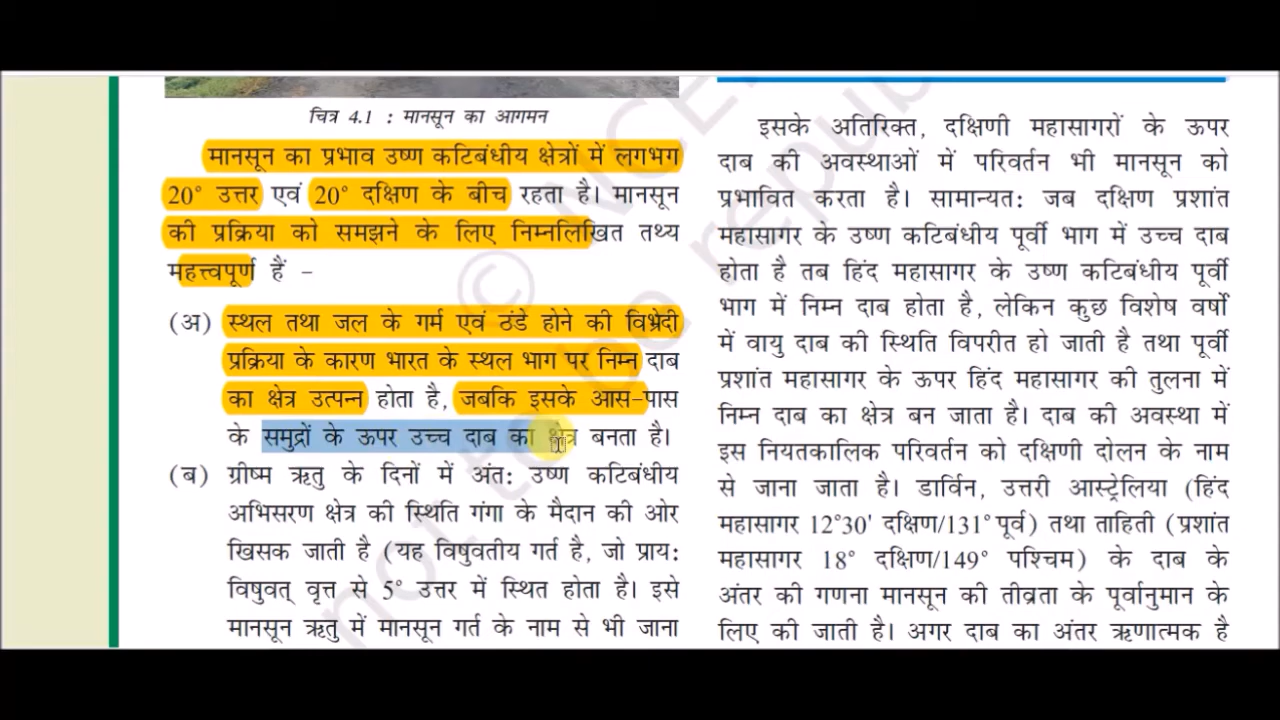 चित्र 4.1 : मानसून का आगमन
मानसून का प्रभाव उष्ण कटिबंधीय क्षेत्रों में लगभग
20° उत्तर एवं 20° दक्षिण के बीच रहता है। मानसून
की प्रक्रिया को समझने के लिए निम्नलिखित तथ्य
महत्त्वपूर्ण हैं -
(अ) स्थल तथा जल के गर्म एवं ठंडे होने की विभ्रेदी
प्रक्रिया के कारण भारत के स्थल भाग पर निम्न दाब
का क्षेत्र उत्पन्न होता है, जबकि इसके आस-पास
के समुद्रों के ऊपर उच्च दाब का क्षेत्र बनता है।
(ब) ग्रीष्म ऋतु के दिनों में अंत: उष्ण कटिबंधीय
अभिसरण क्षेत्र की स्थिति गंगा के मैदान की ओर
खिसक जाती है (यह विषुवतीय गर्त है, जो प्राय:
विषुवत् वृत्त से 5° उत्तर में स्थित होता है। इसे
मानसून ऋतु में मानसून गर्त के नाम से भी जाना
इसके अतिरिक्त, दक्षिणी महासागरों के ऊपर
दाब की अवस्थाओं में परिवर्तन भी मानसून को
प्रभावित करता है। सामान्यत: जब दक्षिण प्रशांत
महासागर के उष्ण कटिबंधीय पूर्वी भाग में उच्च दाब
होता है तब हिंद महासागर के उष्ण कटिबंधीय पूर्वी
भाग में निम्न दाब होता है, लेकिन कुछ विशेष वर्षों
में वायु दाब की स्थिति विपरीत हो जाती है तथा पूर्वी
प्रशांत महासागर के ऊपर हिंद महासागर की तुलना में
निम्न दाब का क्षेत्र बन जाता है। दाब की अवस्था में
इस नियतकालिक परिवर्तन को दक्षिणी दोलन के नाम
से जाना जाता है। डार्विन, उत्तरी आस्ट्रेलिया (हिंद
महासागर 12°30' दक्षिण/131° पूर्व) तथा ताहिती (प्रशांत
महासागर 18° दक्षिण/149° पश्चिम) के दाब के
अंतर की गणना मानसून की तीव्रता के पूर्वानुमान के
लिए की जाती है। अगर दाब का अंतर ऋणात्मक है
© NCE
not to be republ